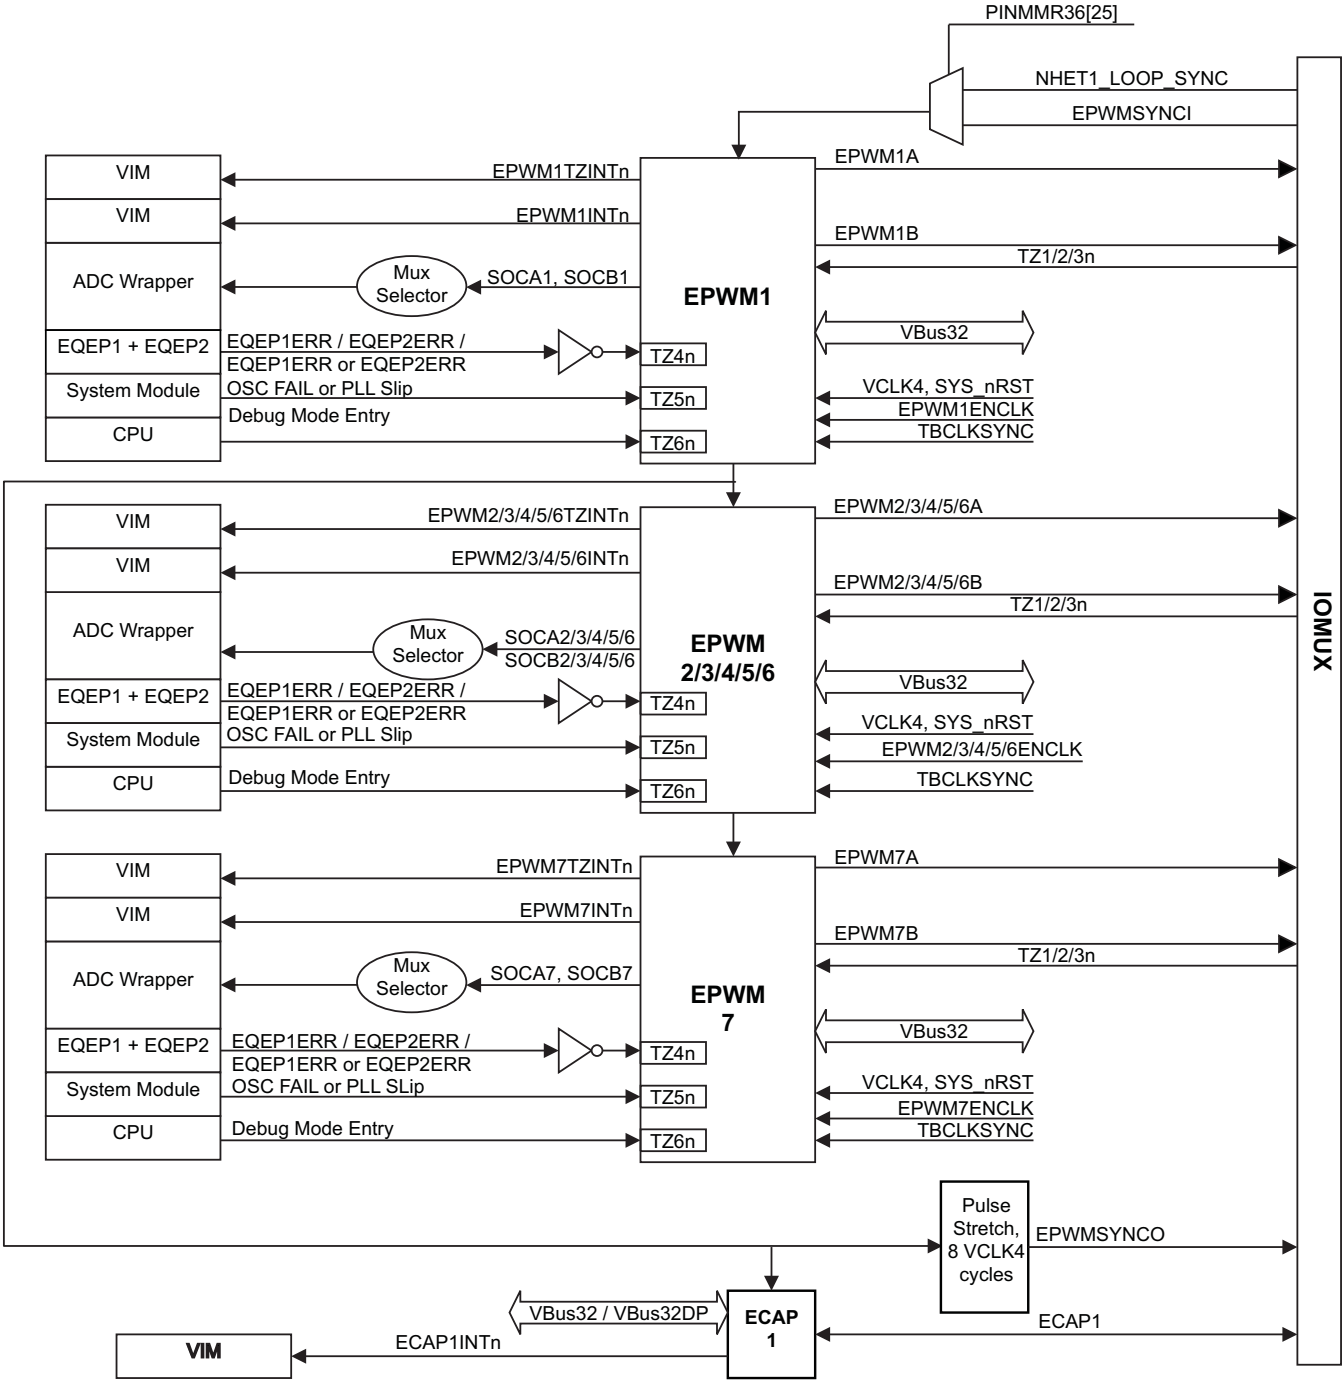 PINMMR36[25]
NHET1_LOOP_SYNC
EPWMSYNCI
VIM
EPWM1TZINTn
EPWM1A
VIM
EPWM1INTn
EPWM1B
TZ1/2/3n
ADC Wrapper
Mux
Selector
SOCA1, SOCB1
EPWM1
VBus32
EQEP1 + EQEP2
EQEP1ERR / EQEP2ERR /
EQEP1ERR or EQEP2ERR
TZ4n
System Module
OSC FAIL or PLL Slip
TZ5n
VCLK4, SYS_nRST
EPWM1ENCLK
TBCLKSYNC
CPU
Debug Mode Entry
TZ6n
VIM
EPWM2/3/4/5/6TZINTn
EPWM2/3/4/5/6A
VIM
EPWM2/3/4/5/6INTn
EPWM2/3/4/5/6B
TZ1/2/3n
IOMUX
ADC Wrapper
Mux
Selector
SOCA2/3/4/5/6
SOCB2/3/4/5/6
EPWM
2/3/4/5/6
VBus32
EQEP1 + EQEP2
EQEP1ERR / EQEP2ERR /
EQEP1ERR or EQEP2ERR
TZ4n
System Module
OSC FAIL or PLL Slip
TZ5n
VCLK4, SYS_nRST
EPWM2/3/4/5/6ENCLK
TBCLKSYNC
CPU
Debug Mode Entry
TZ6n
VIM
EPWM7TZINTn
EPWM7A
VIM
EPWM7INTn
EPWM7B
TZ1/2/3n
ADC Wrapper
Mux
Selector
SOCA7, SOCB7
EPWM
7
VBus32
EQEP1 + EQEP2
EQEP1ERR / EQEP2ERR /
EQEP1ERR or EQEP2ERR
TZ4n
System Module
OSC FAIL or PLL SLip
TZ5n
VCLK4, SYS_nRST
EPWM7ENCLK
TBCLKSYNC
CPU
Debug Mode Entry
TZ6n
Pulse
Stretch,
8 VCLK4
cycles
EPWMSYNCO
VBus32 / VBus32DP
ECAP
1
ECAP1
VIM
ECAP1INTn